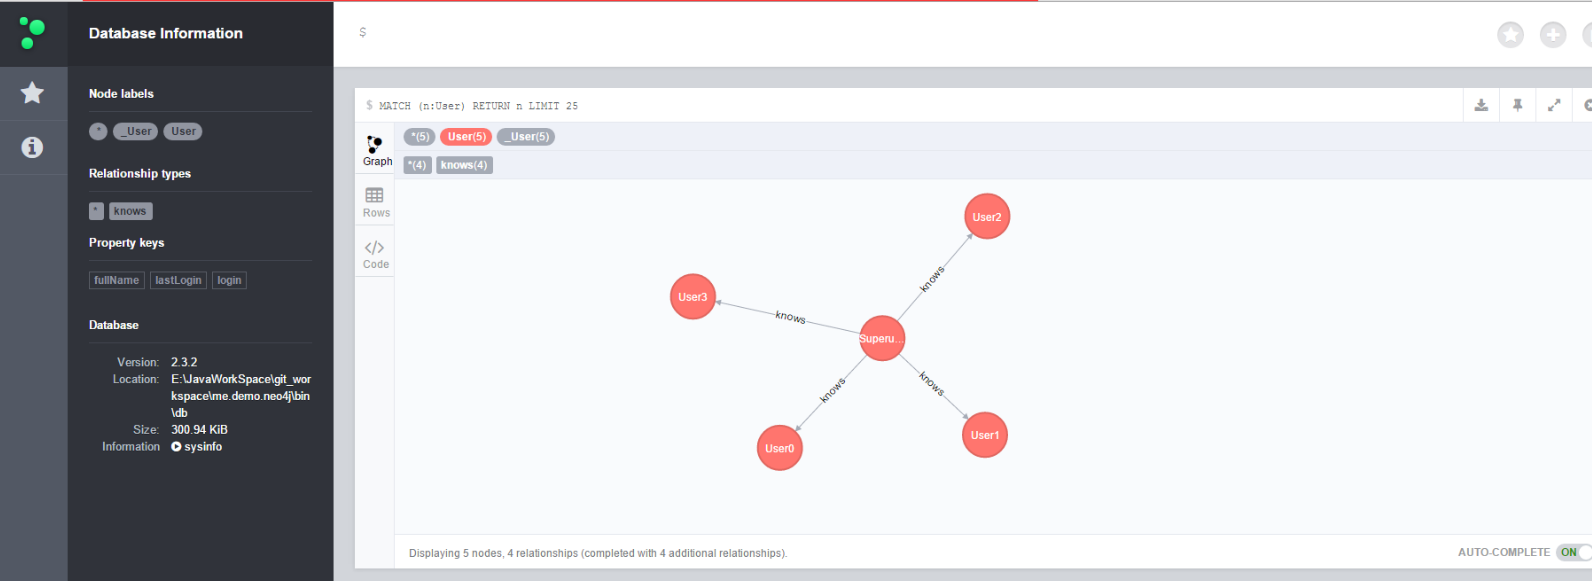 Database Information
$
Node labels
* _User User
Relationship types
* knows
Property keys
fullName lastLogin login
Database
Version: 2.3.2
Location: E:\JavaWorkSpace\git_wor
kspace\me.demo.neo4j\bin
\db
Size: 300.94 KiB
Information sysinfo
$ MATCH (n:User) RETURN n LIMIT 25
*(5) User(5) _User(5)
*(4) knows(4)
Graph
Rows
Code
User2
knows
User3
knows
Superu...
knows
knows
User0
User1
Displaying 5 nodes, 4 relationships (completed with 4 additional relationships).
AUTO-COMPLETE ON